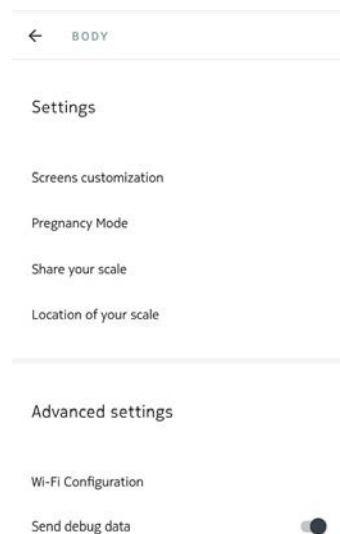 BODY
Settings
Screens customization
Pregnancy Mode
Share your scale
Location of your scale
Advanced settings
Wi-Fi Configuration
Send debug data